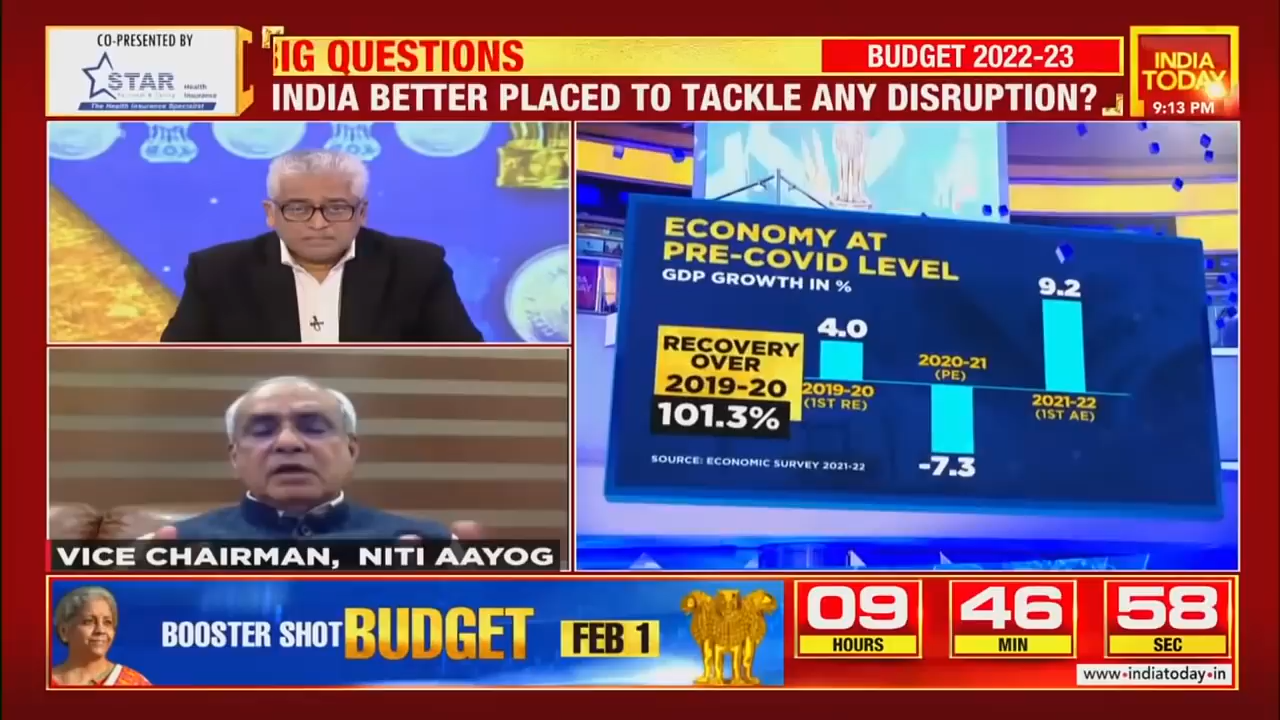 CO-PRESENTED BY
STAR
Health
Insurance
The Health Insurance Specialist
IG QUESTIONS
BUDGET 2022-23
INDIA BETTER PLACED TO TACKLE ANY DISRUPTION?
INDIA
TODAY
9:13 PM
ECONOMY AT
PRE-COVID LEVEL
GDP GROWTH IN %
RECOVERY
OVER
2019-20
101.3%
4.0
2019-20
(1ST RE)
2020-21
(PE)
-7.3
9.2
2021-22
(1ST AE)
SOURCE: ECONOMIC SURVEY 2021-22
VICE CHAIRMAN, NITI AAYOG
BOOSTER SHOT BUDGET
FEB 1
09
HOURS
46
MIN
58
SEC
www•indiatoday•in